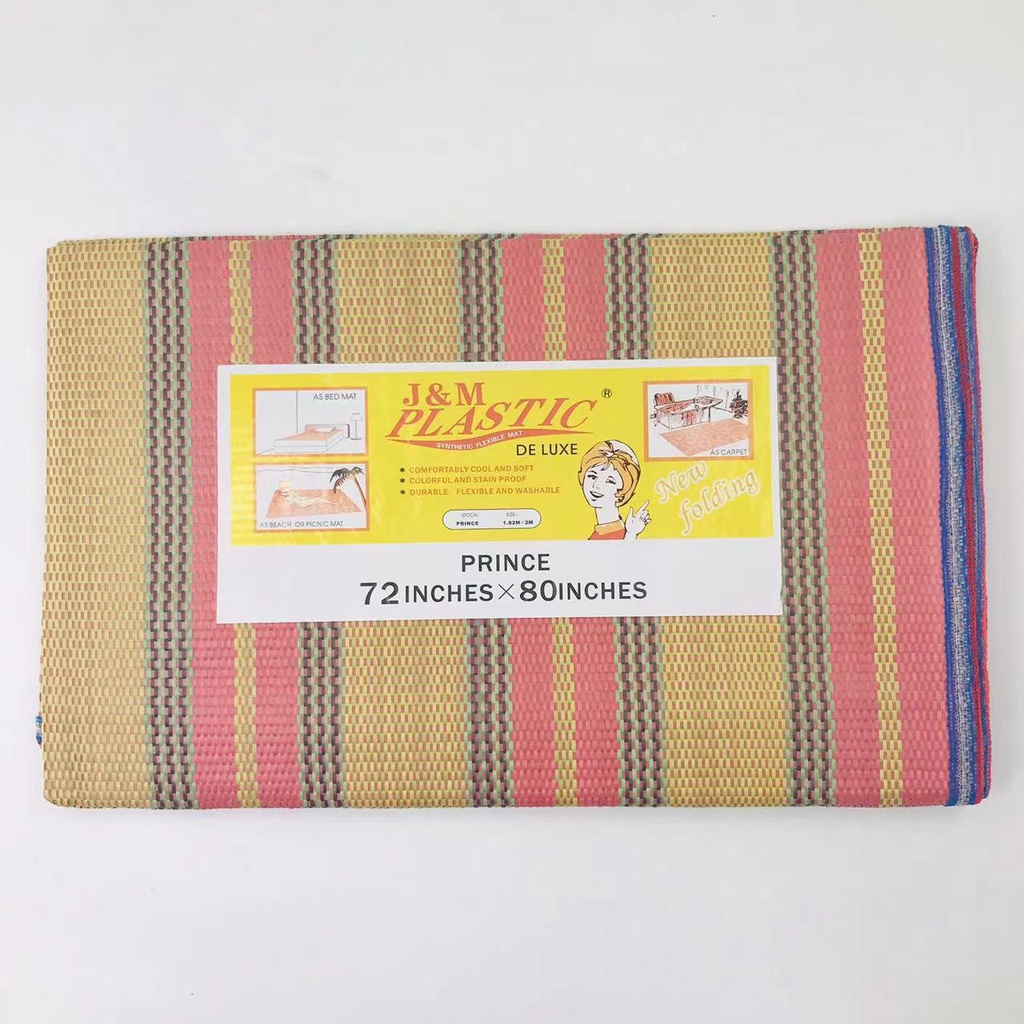 AS BED MAT
J&M
PLASTIC ®
SYNTHETIC FLEXIBLE MAT
DE LUXE
AS CARPET
★ COMFORTABLY COOL AND SOFT
★ COLORFUL AND STAIN PROOF
★ DURABLE, FLEXIBLE AND WASHABLE
AS BEACH OR PICNIC MAT
New
folding
STOCK: SIZE:
PRINCE 1.82M×2M
PRINCE
72INCHES×80INCHES